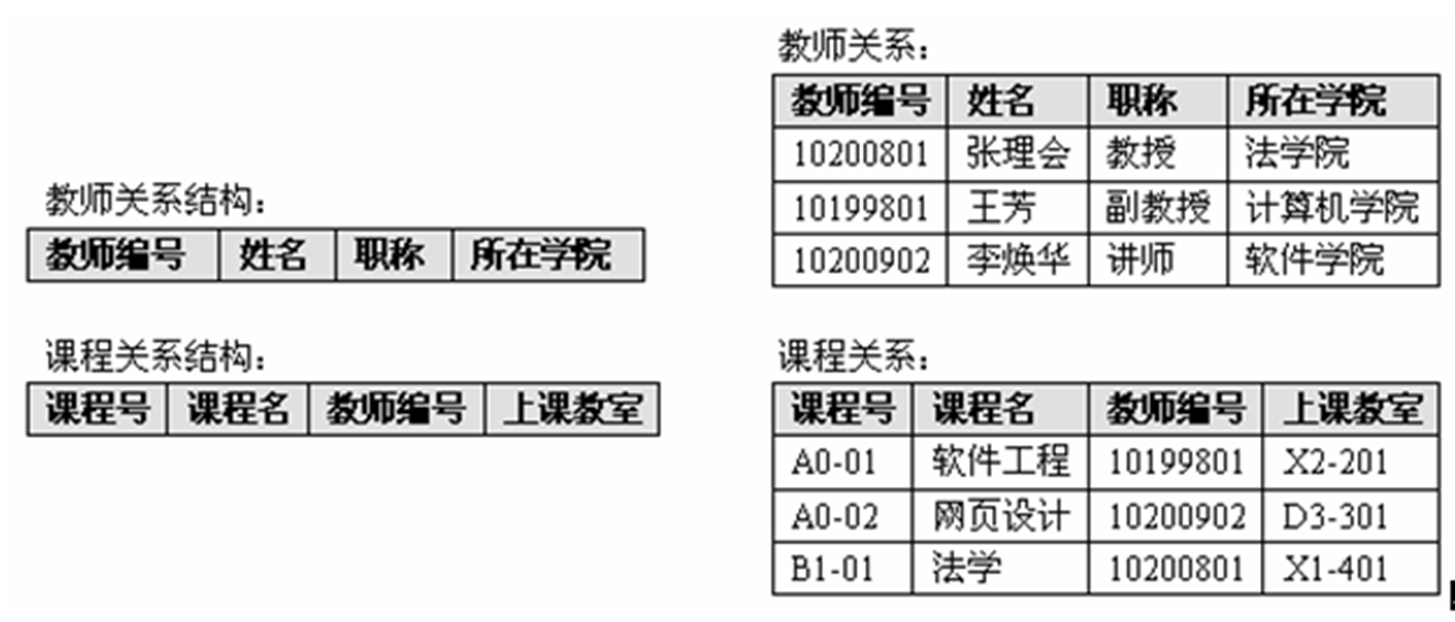 教师关系结构：
教师编号 姓名 职称 所在学院
课程关系结构：
课程号 课程名 教师编号 上课教室
教师关系：
教师编号 姓名 职称 所在学院
10200801 张理会 教授 法学院
10199801 王芳 副教授 计算机学院
10200902 李焕华 讲师 软件学院
课程关系：
课程号 课程名 教师编号 上课教室
A0-01 软件工程 10199801 X2-201
A0-02 网页设计 10200902 D3-301
B1-01 法学 10200801 X1-401